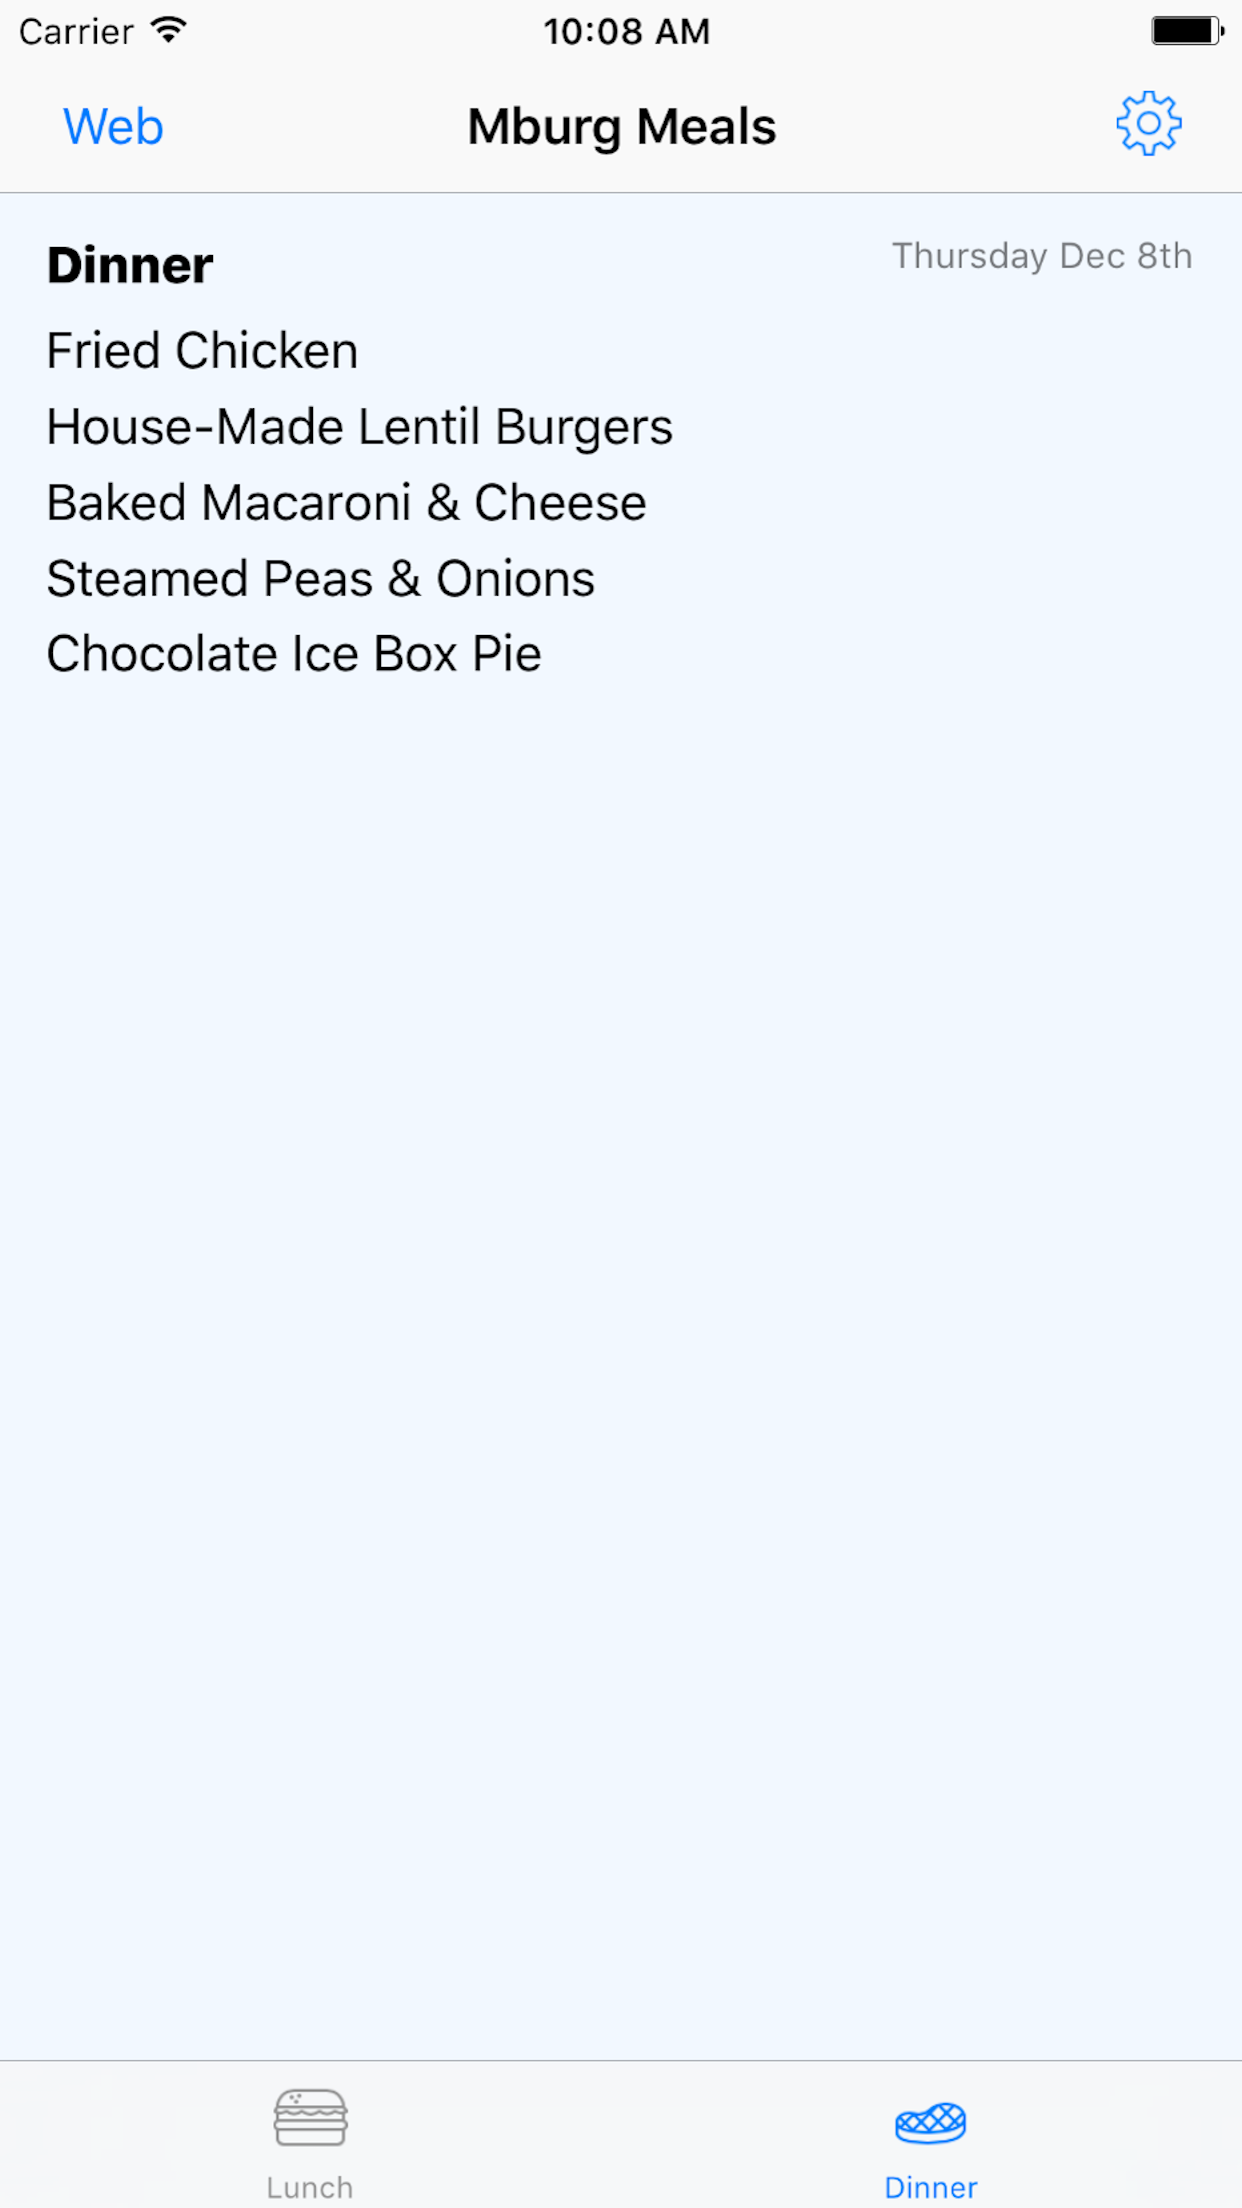 Carrier 10:08 AM
Web Mburg Meals
Dinner Thursday Dec 8th
Fried Chicken
House-Made Lentil Burgers
Baked Macaroni & Cheese
Steamed Peas & Onions
Chocolate Ice Box Pie
Lunch Dinner